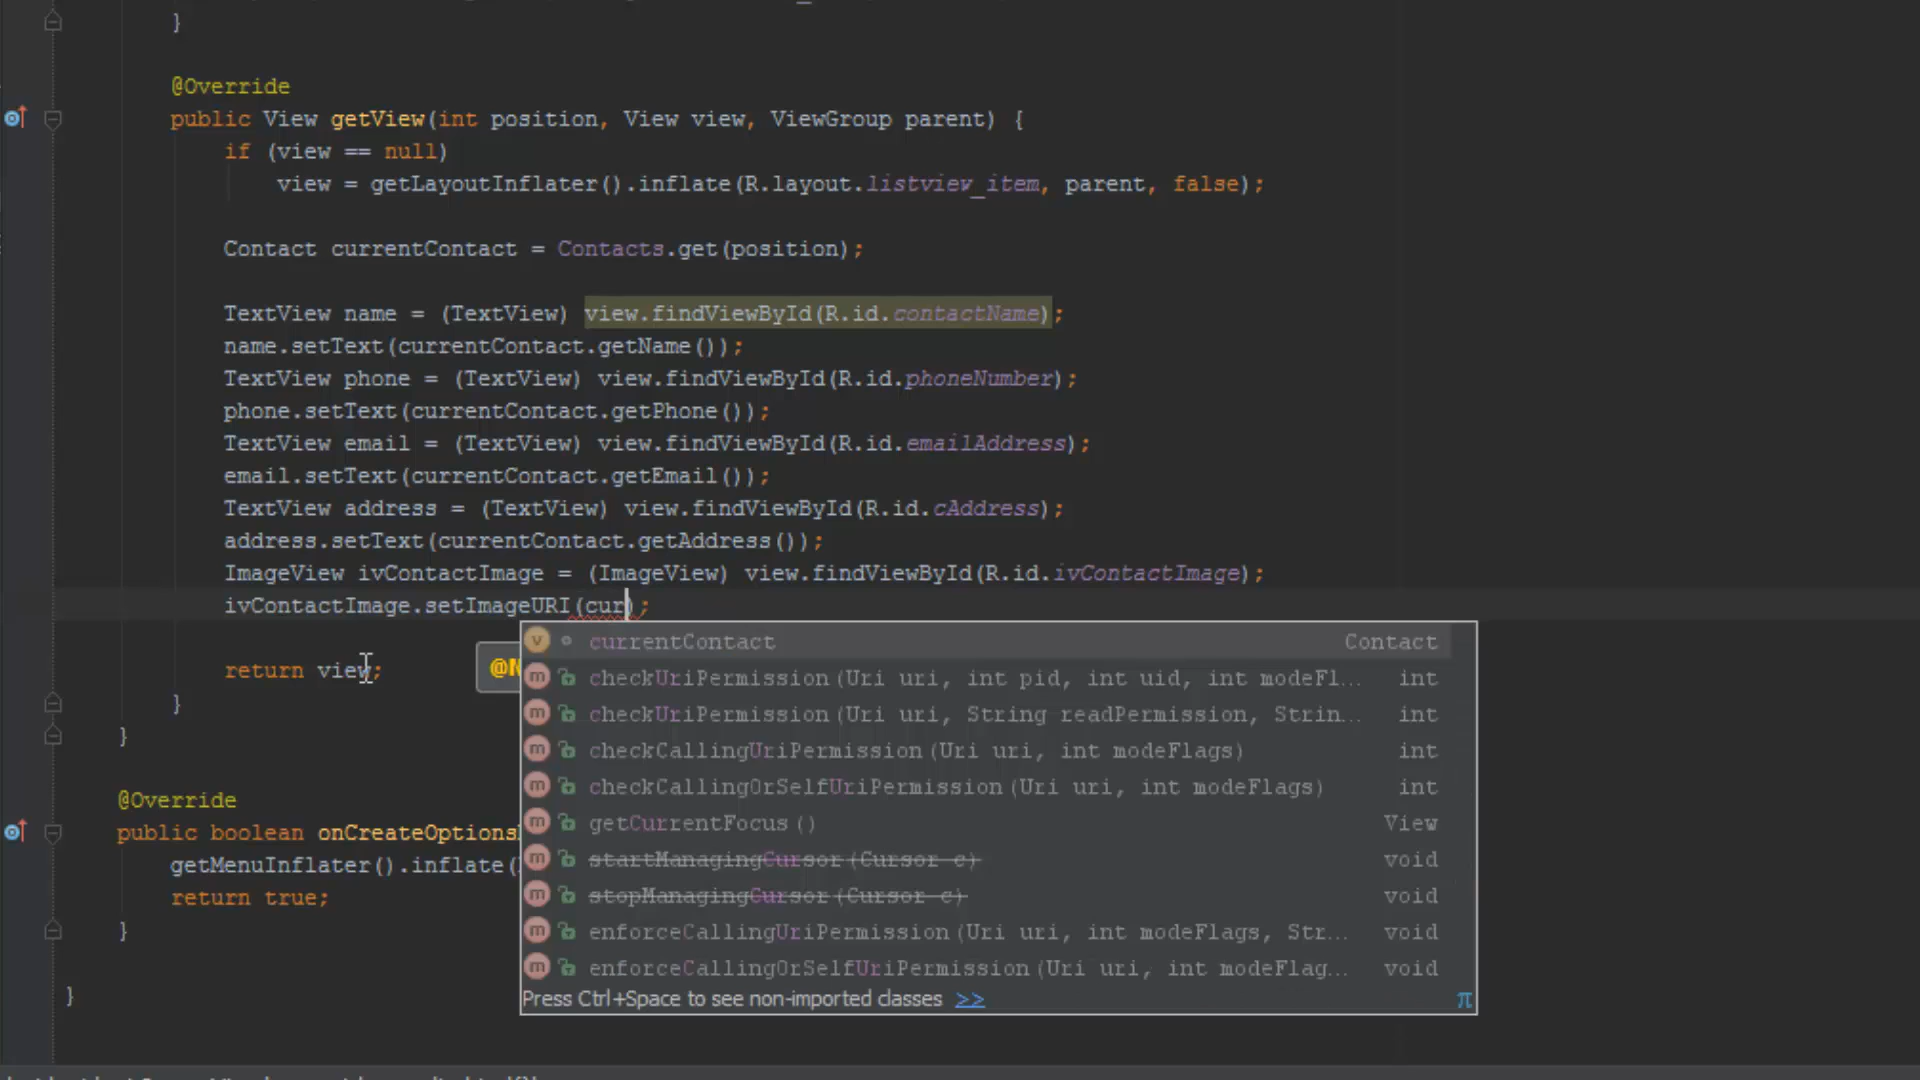 }
@Override
public View getView(int position, View view, ViewGroup parent) {
if (view == null)
view = getLayoutInflater().inflate(R.layout.listview_item, parent, false);
Contact currentContact = Contacts.get(position);
TextView name = (TextView) view.findViewById(R.id.contactName);
name.setText(currentContact.getName());
TextView phone = (TextView) view.findViewById(R.id.phoneNumber);
phone.setText(currentContact.getPhone());
TextView email = (TextView) view.findViewById(R.id.emailAddress);
email.setText(currentContact.getEmail());
TextView address = (TextView) view.findViewById(R.id.cAddress);
address.setText(currentContact.getAddress());
ImageView ivContactImage = (ImageView) view.findViewById(R.id.ivContactImage);
ivContactImage.setImageURI(cur);
return view;
@N
}
}
@Override
public boolean onCreateOptions
getMenuInflater().inflate(
return true;
}
}
v currentContact Contact
m checkUriPermission(Uri uri, int pid, int uid, int modeFl... int
m checkUriPermission(Uri uri, String readPermission, Strin... int
m checkCallingUriPermission(Uri uri, int modeFlags) int
m checkCallingOrSelfUriPermission(Uri uri, int modeFlags) int
m getCurrentFocus() View
m startManagingCursor(Cursor c) void
m stopManagingCursor(Cursor c) void
m enforceCallingUriPermission(Uri uri, int modeFlags, Str... void
m enforceCallingOrSelfUriPermission(Uri uri, int modeFlag... void
Press Ctrl+Space to see non-imported classes >> π